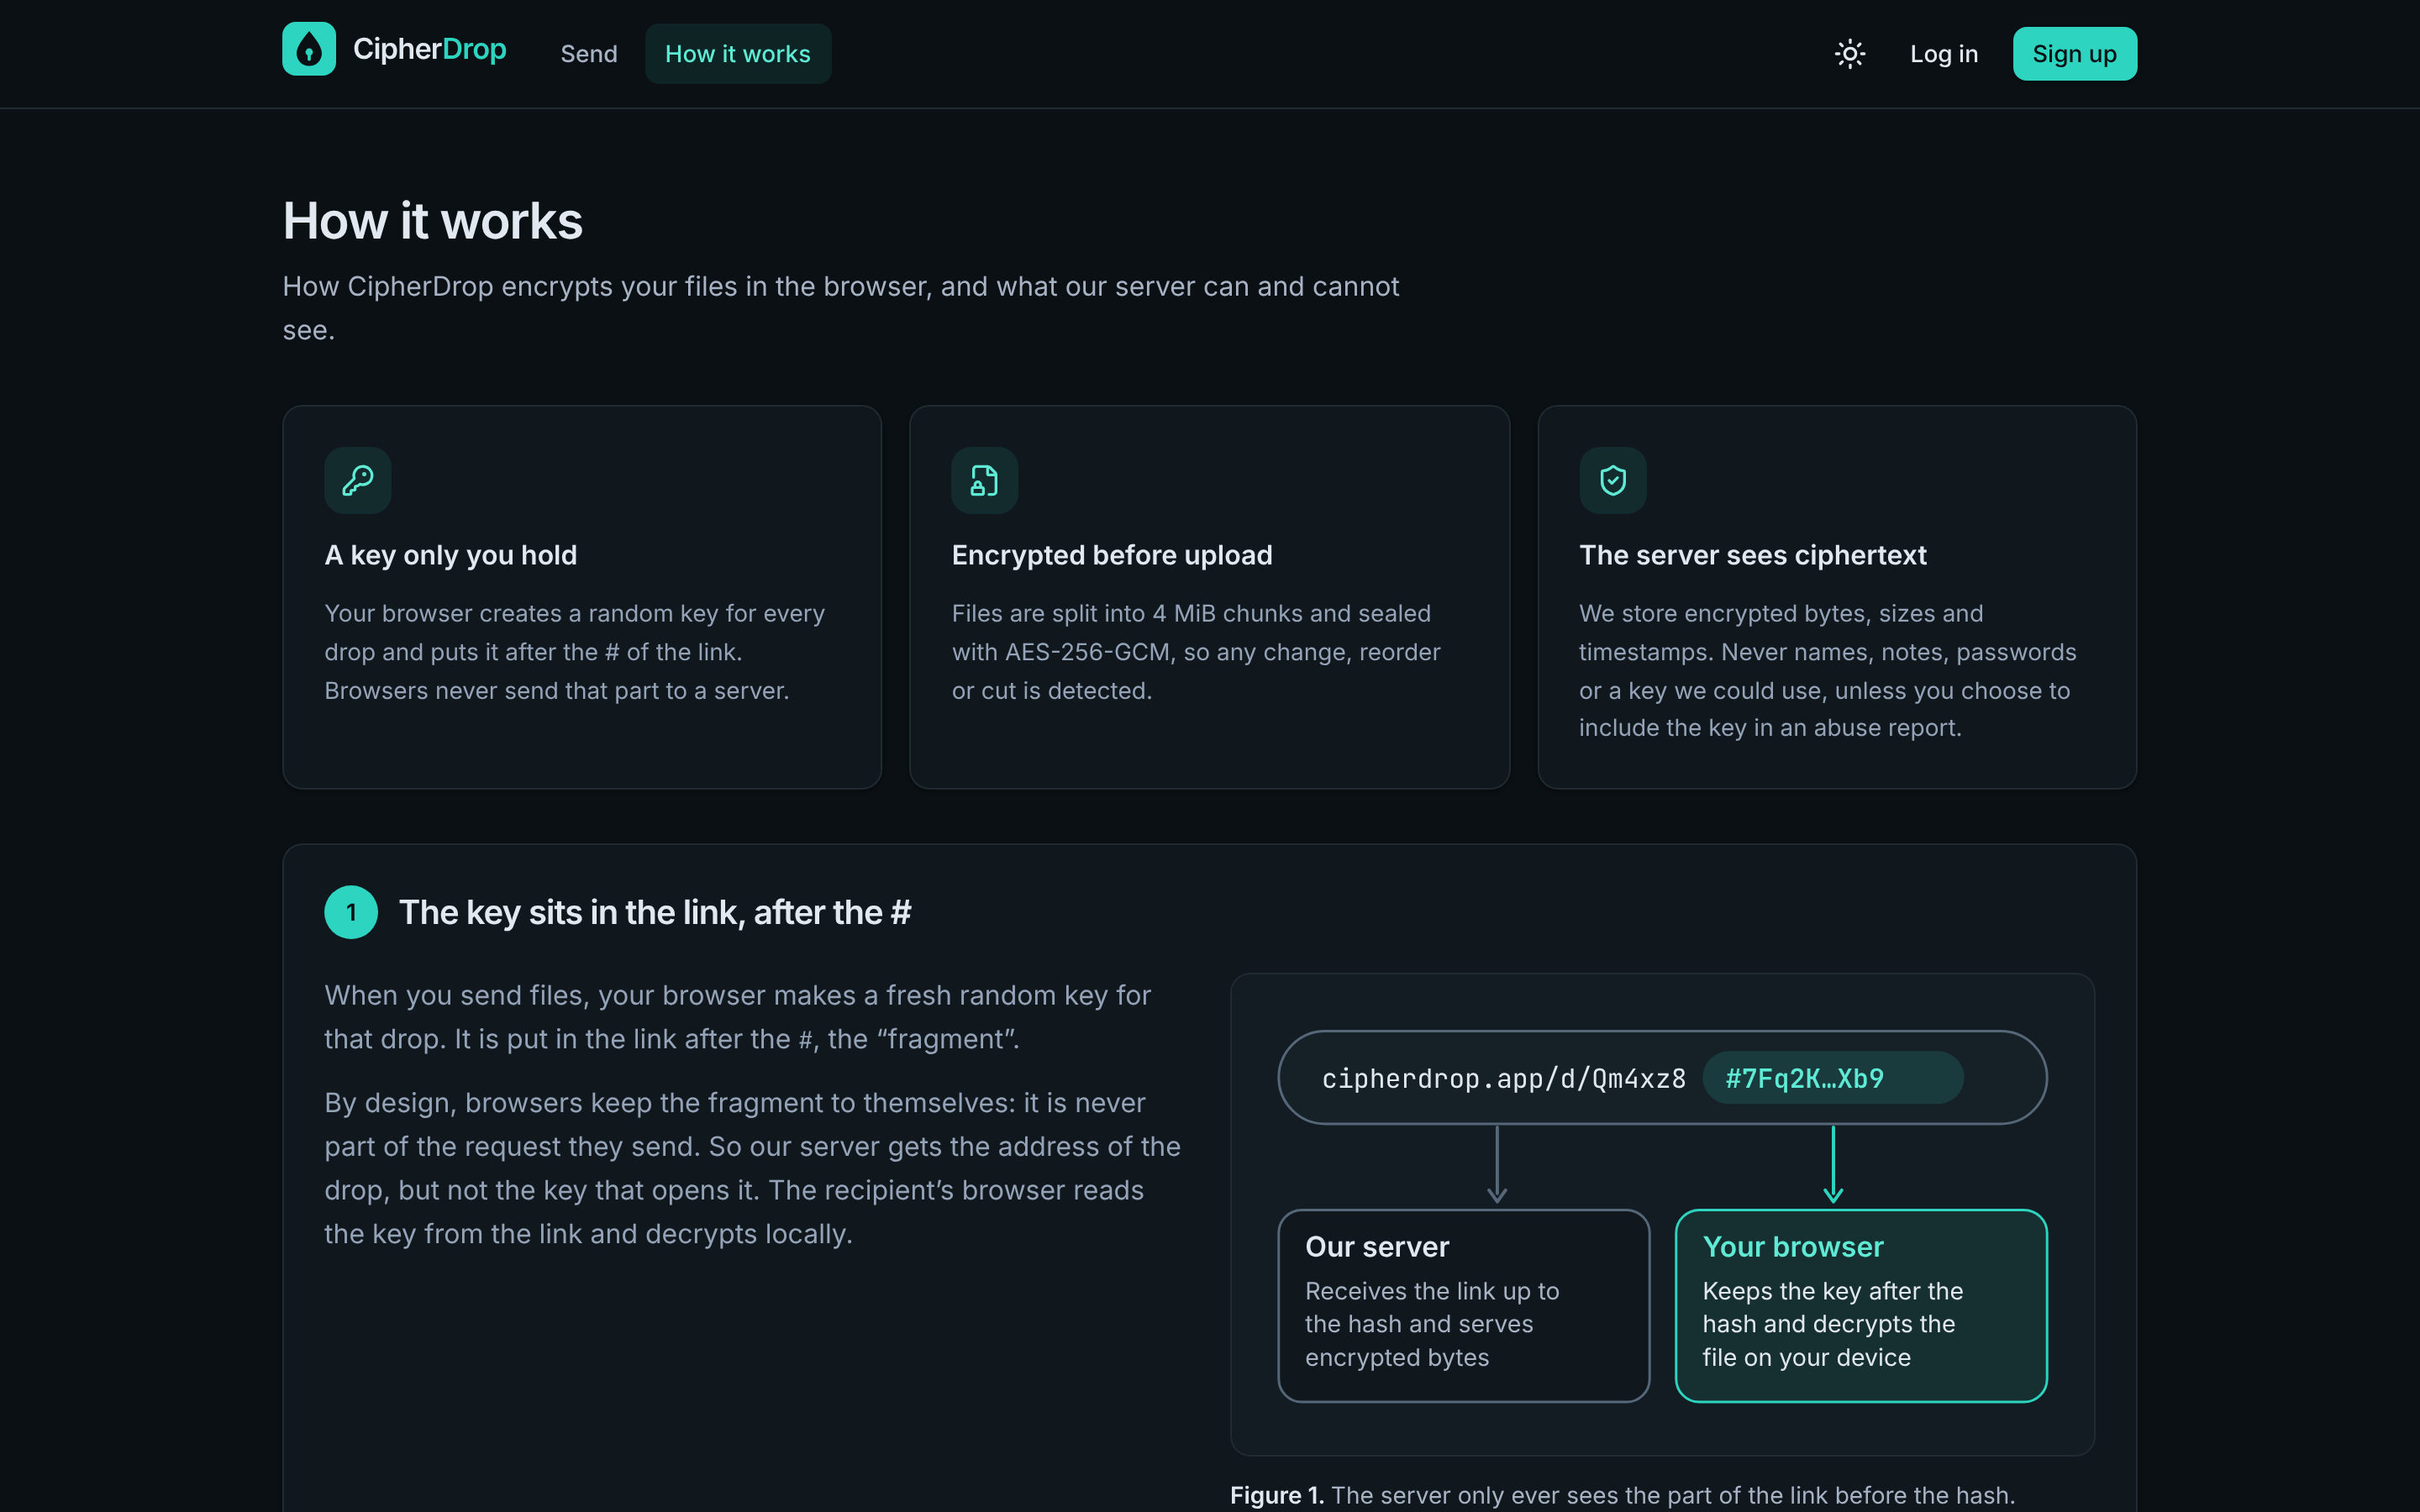 CipherDrop
Send
How it works
Log in
Sign up
How it works
How CipherDrop encrypts your files in the browser, and what our server can and cannot
see.
A key only you hold
Your browser creates a random key for every
drop and puts it after the # of the link.
Browsers never send that part to a server.
Encrypted before upload
Files are split into 4 MiB chunks and sealed
with AES-256-GCM, so any change, reorder
or cut is detected.
The server sees ciphertext
We store encrypted bytes, sizes and
timestamps. Never names, notes, passwords
or a key we could use, unless you choose to
include the key in an abuse report.
1
The key sits in the link, after the #
When you send files, your browser makes a fresh random key for
that drop. It is put in the link after the #, the “fragment”.
By design, browsers keep the fragment to themselves: it is never
part of the request they send. So our server gets the address of the
drop, but not the key that opens it. The recipient’s browser reads
the key from the link and decrypts locally.
cipherdrop.app/d/Qm4xz8 #7Fq2K…Xb9
Our server
Receives the link up to
the hash and serves
encrypted bytes
Your browser
Keeps the key after the
hash and decrypts the
file on your device
Figure 1. The server only ever sees the part of the link before the hash.